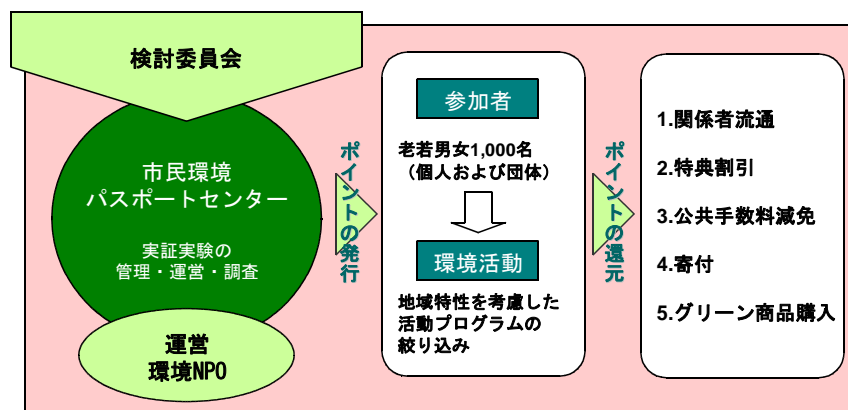 検討委員会
市民環境
パスポートセンター
実証実験の
管理・運営・調査
運営
環境NPO
ポイントの発行
参加者
老若男女1,000名
（個人および団体）
環境活動
地域特性を考慮した
活動プログラムの
絞り込み
ポイントの還元
1.関係者流通
2.特典割引
3.公共手数料減免
4.寄付
5.グリーン商品購入